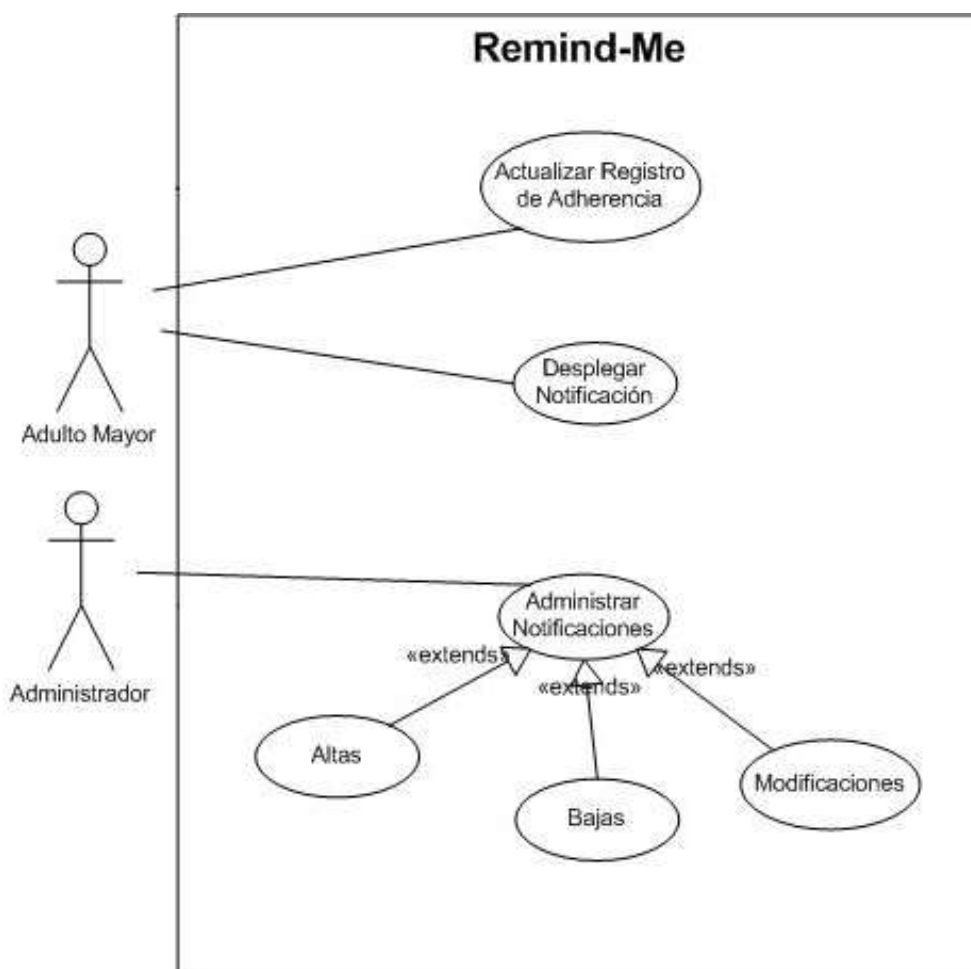 Remind-Me
Actualizar Registro
de Adherencia
Adulto Mayor
Desplegar
Notificación
Administrador
Administrar
Notificaciones
«extends»
«extends»
«extends»
Altas
Bajas
Modificaciones